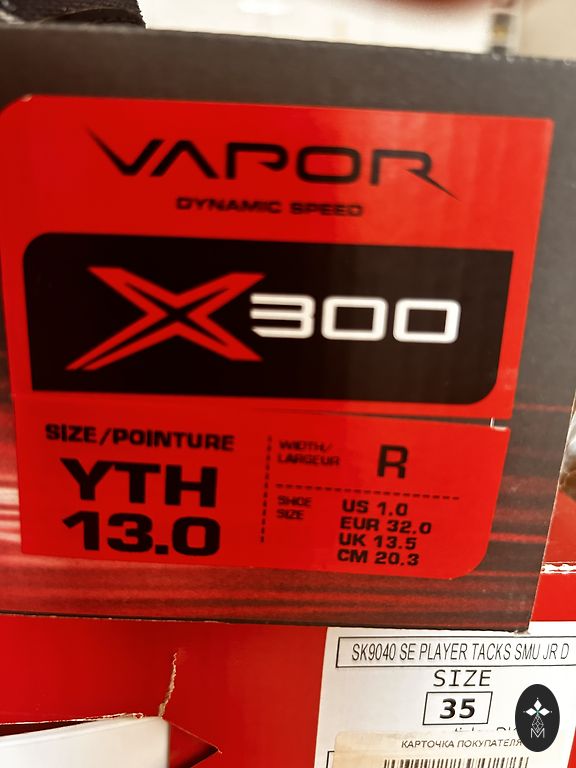 VAPOR
DYNAMIC SPEED
X300
SIZE/POINTURE
YTH
13.0
WIDTH/
LARGEUR
R
SHOE
SIZE
US 1.0
EUR 32.0
UK 13.5
CM 20.3
SK9040 SE PLAYER TACKS SMU JR D
SIZE
35
КАРТОЧКА ПОКУПАТЕЛЯ
M